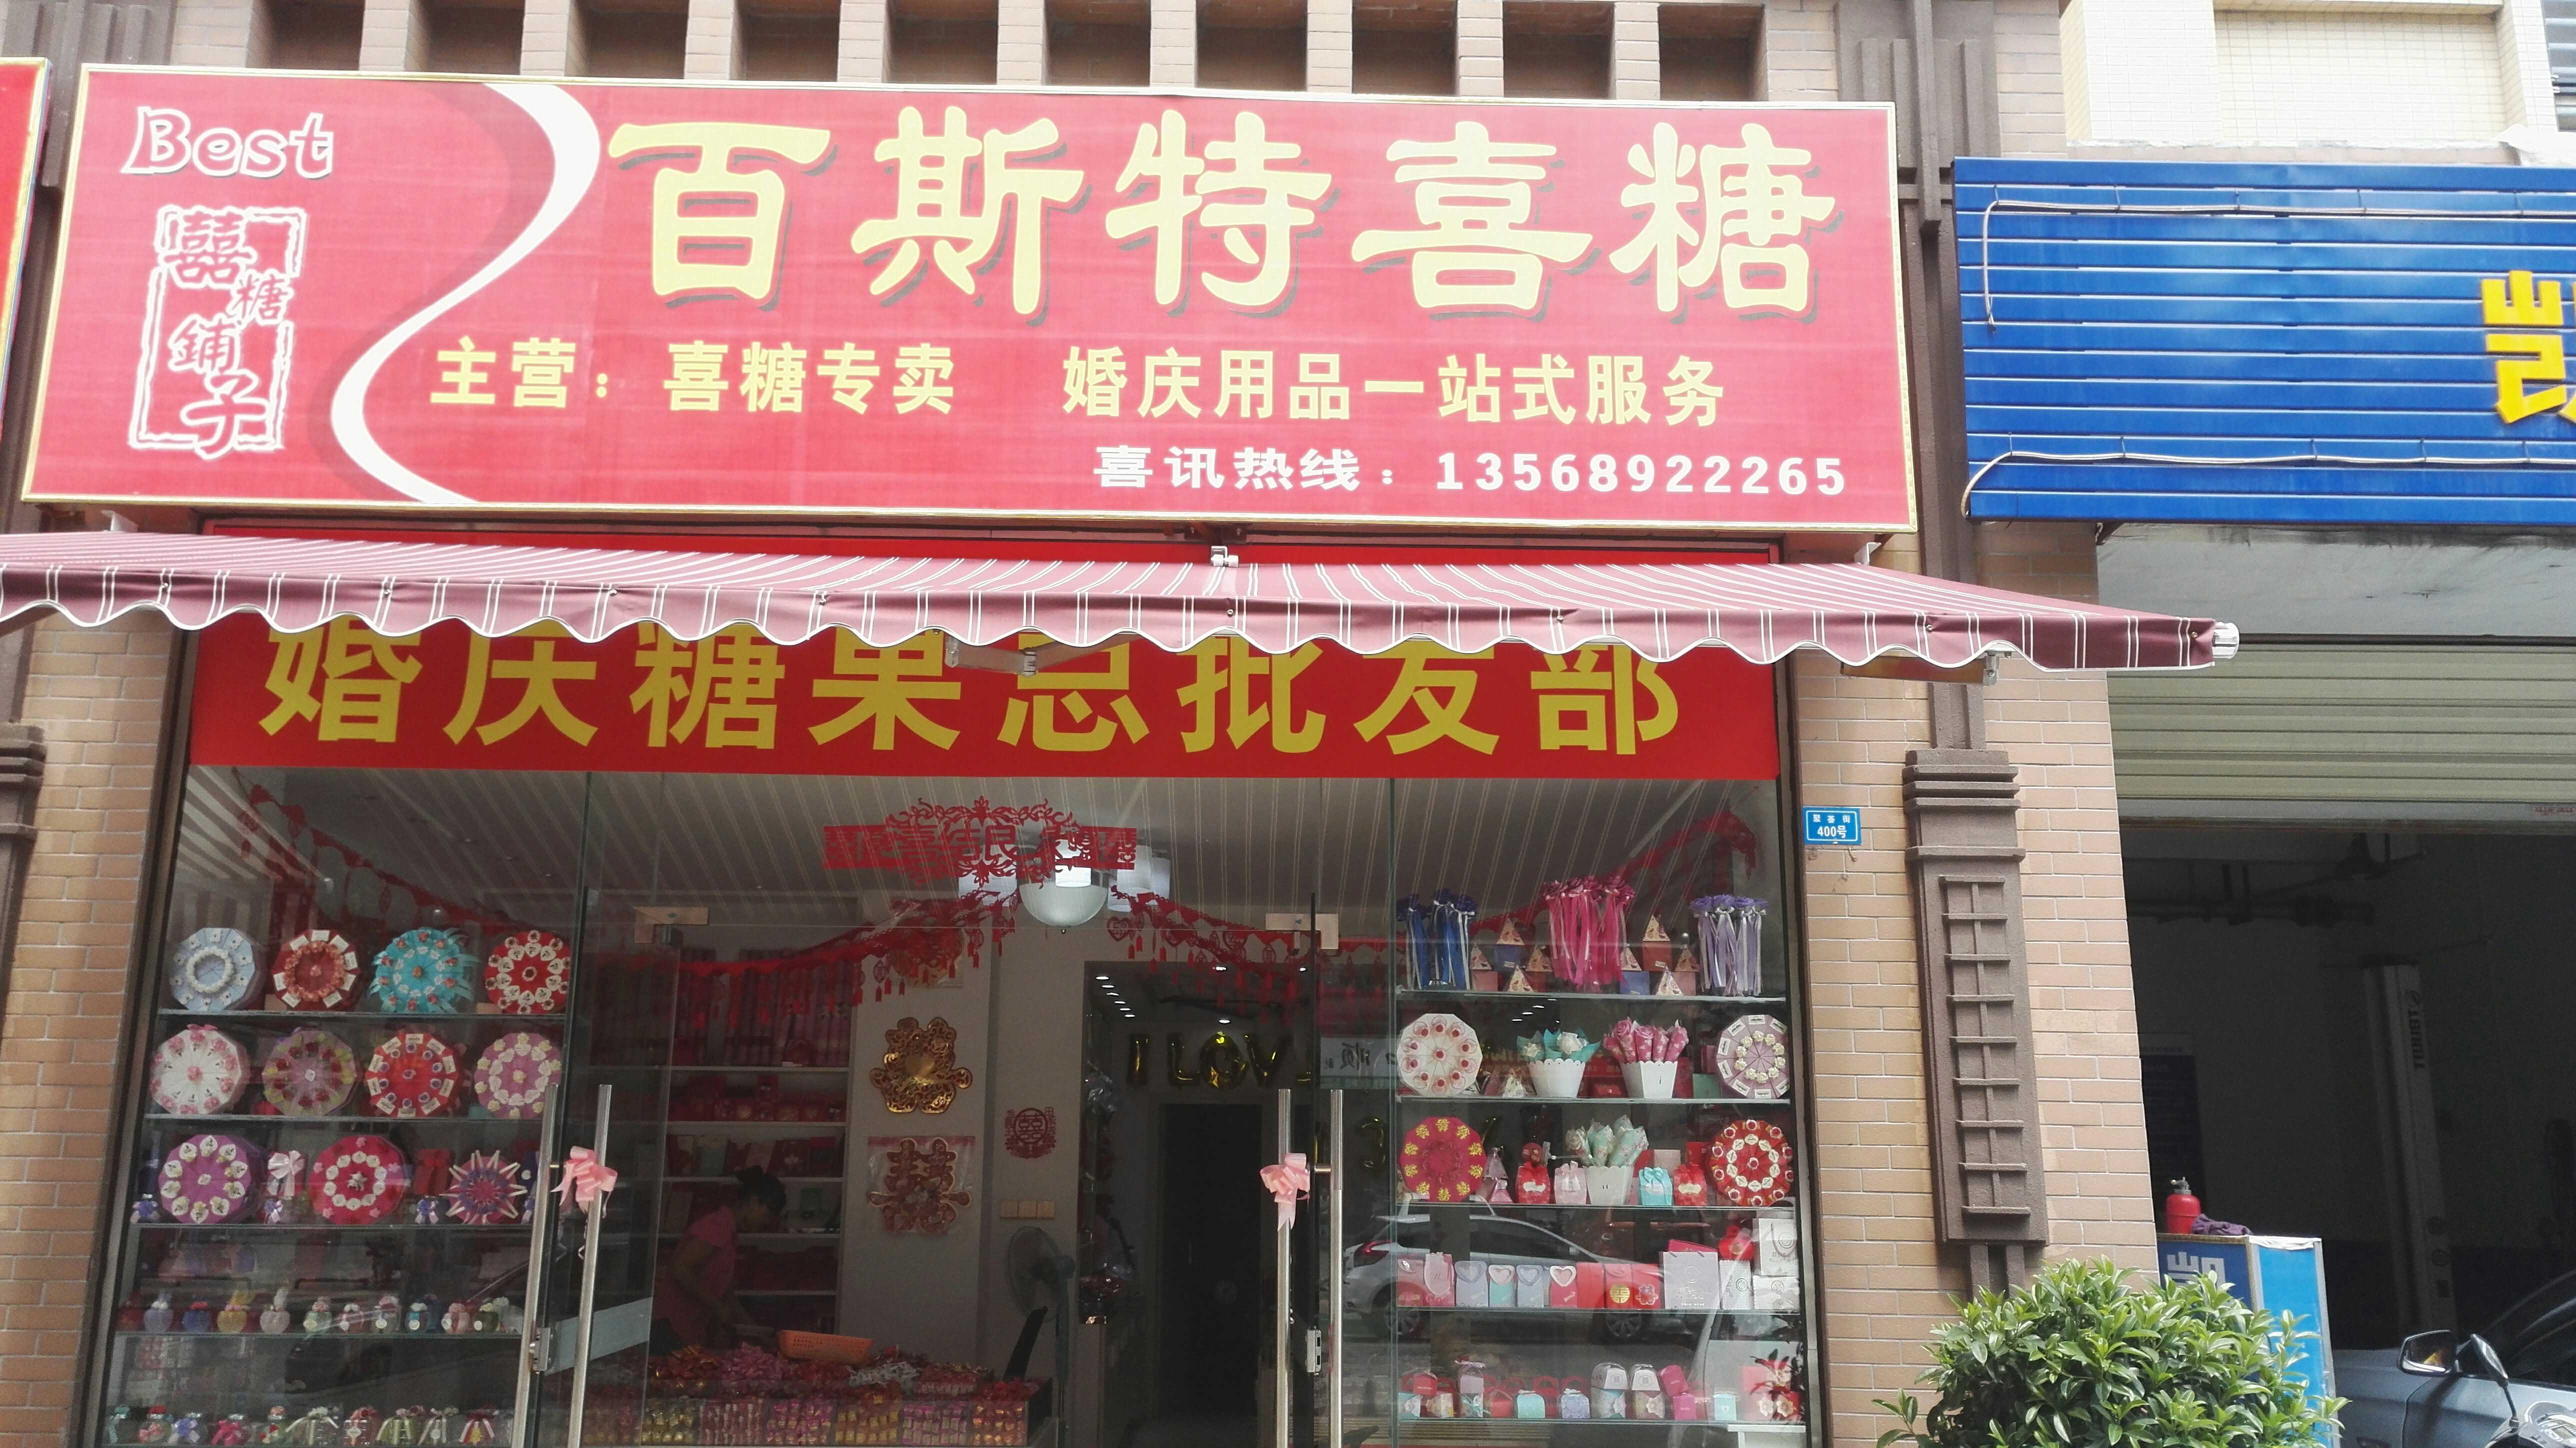 Best
囍糖鋪子
百斯特喜糖
主营：喜糖专卖 婚庆用品一站式服务
喜讯热线：13568922265
凯
婚庆糖果总批发部
400号
I LOV